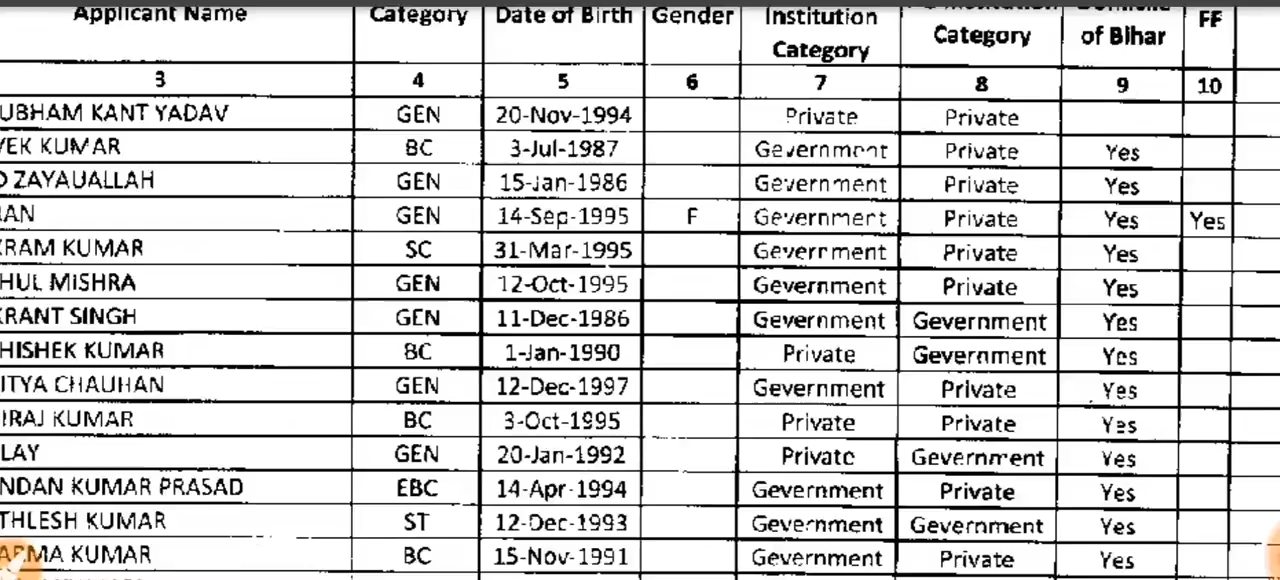 Applicant Name Category Date of Birth Gender Institution Category Category of Bihar FF
3 4 5 6 7 8 9 10
UBHAM KANT YADAV GEN 20-Nov-1994 Private Private
EK KUMAR BC 3-Jul-1987 Gevernment Private Yes
ZAYAUALLAH GEN 15-Jan-1986 Gevernment Private Yes
AN GEN 14-Sep-1995 F Gevernment Private Yes Yes
RAM KUMAR SC 31-Mar-1995 Gevernment Private Yes
HUL MISHRA GEN 12-Oct-1995 Gevernment Private Yes
RANT SINGH GEN 11-Dec-1986 Gevernment Gevernment Yes
HISHEK KUMAR BC 1-Jan-1990 Private Gevernment Yes
ITYA CHAUHAN GEN 12-Dec-1997 Gevernment Private Yes
IRAJ KUMAR BC 3-Oct-1995 Private Private Yes
LAY GEN 20-Jan-1992 Private Gevernment Yes
NDAN KUMAR PRASAD EBC 14-Apr-1994 Gevernment Private Yes
THLESH KUMAR ST 12-Dec-1993 Gevernment Gevernment Yes
ARMA KUMAR BC 15-Nov-1991 Gevernment Private Yes